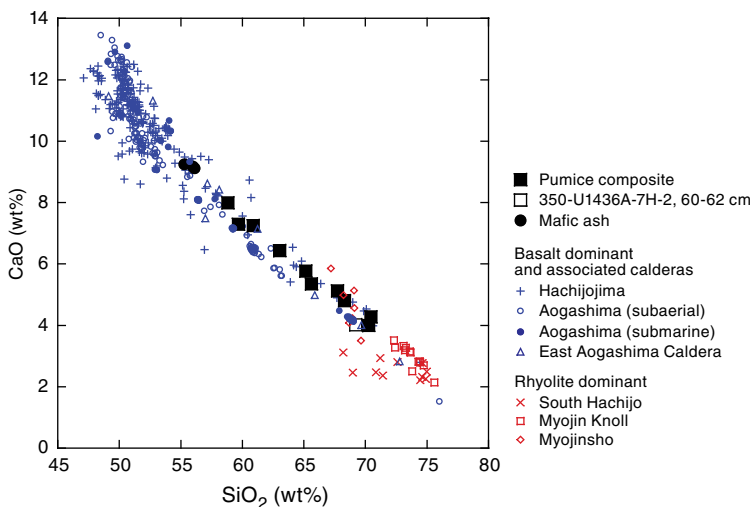 14
12
10
8
6
4
2
0
CaO (wt%)
45 50 55 60 65 70 75 80
SiO2 (wt%)
Pumice composite
350-U1436A-7H-2, 60-62 cm
Mafic ash
Basalt dominant
and associated calderas
Hachijojima
Aogashima (subaerial)
Aogashima (submarine)
East Aogashima Caldera
Rhyolite dominant
South Hachijo
Myojin Knoll
Myojinsho